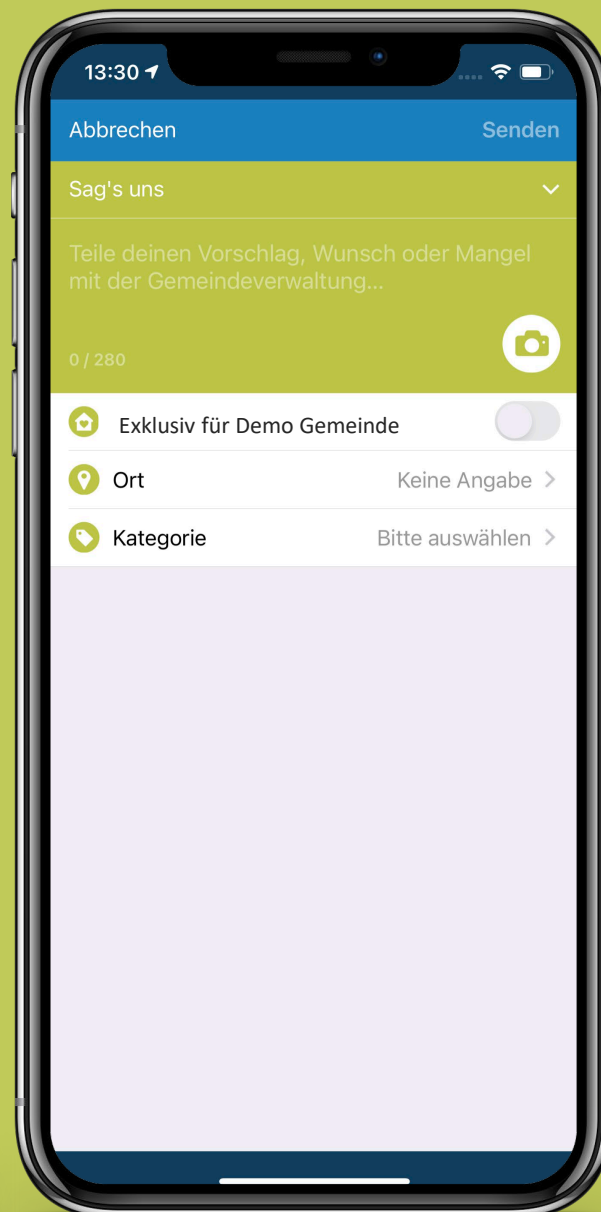 13:30
Abbrechen Senden
Sag's uns
Teile deinen Vorschlag, Wunsch oder Mangel
mit der Gemeindeverwaltung...
0 / 280
Exklusiv für Demo Gemeinde
Ort Keine Angabe
Kategorie Bitte auswählen